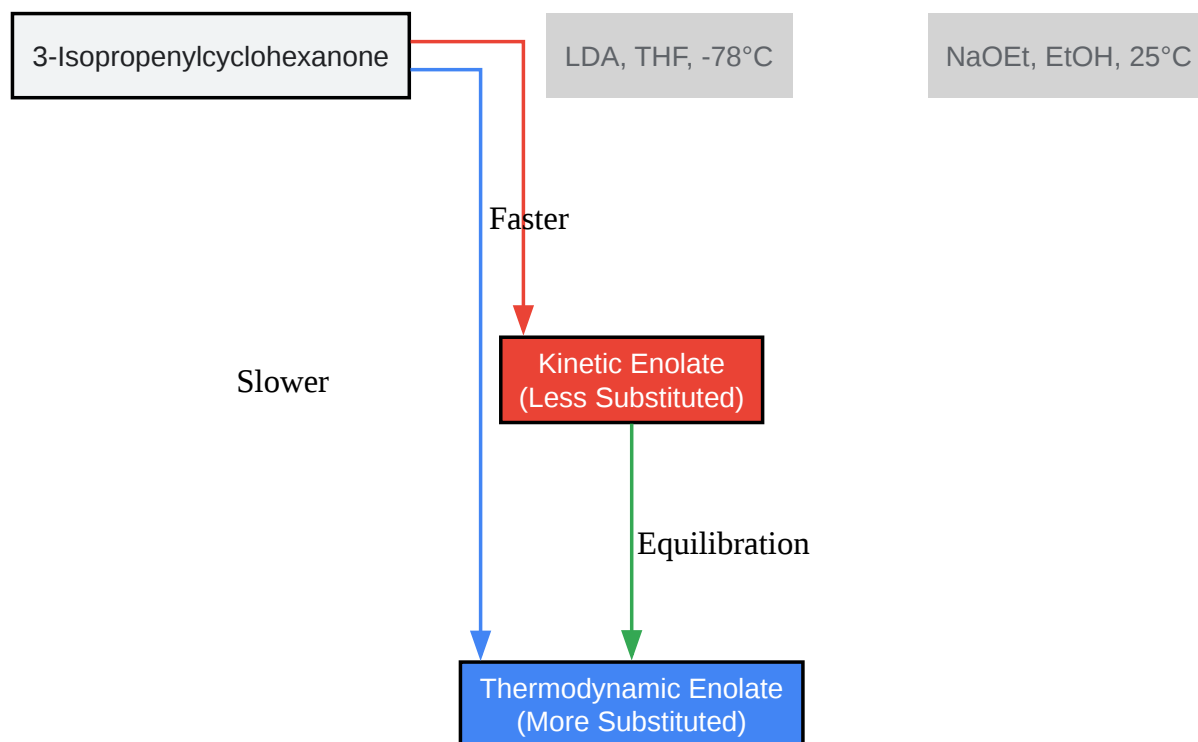 3-Isopropenylcyclohexanone
LDA, THF, -78°C
NaOEt, EtOH, 25°C
Faster
Kinetic Enolate
(Less Substituted)
Slower
Equilibration
Thermodynamic Enolate
(More Substituted)